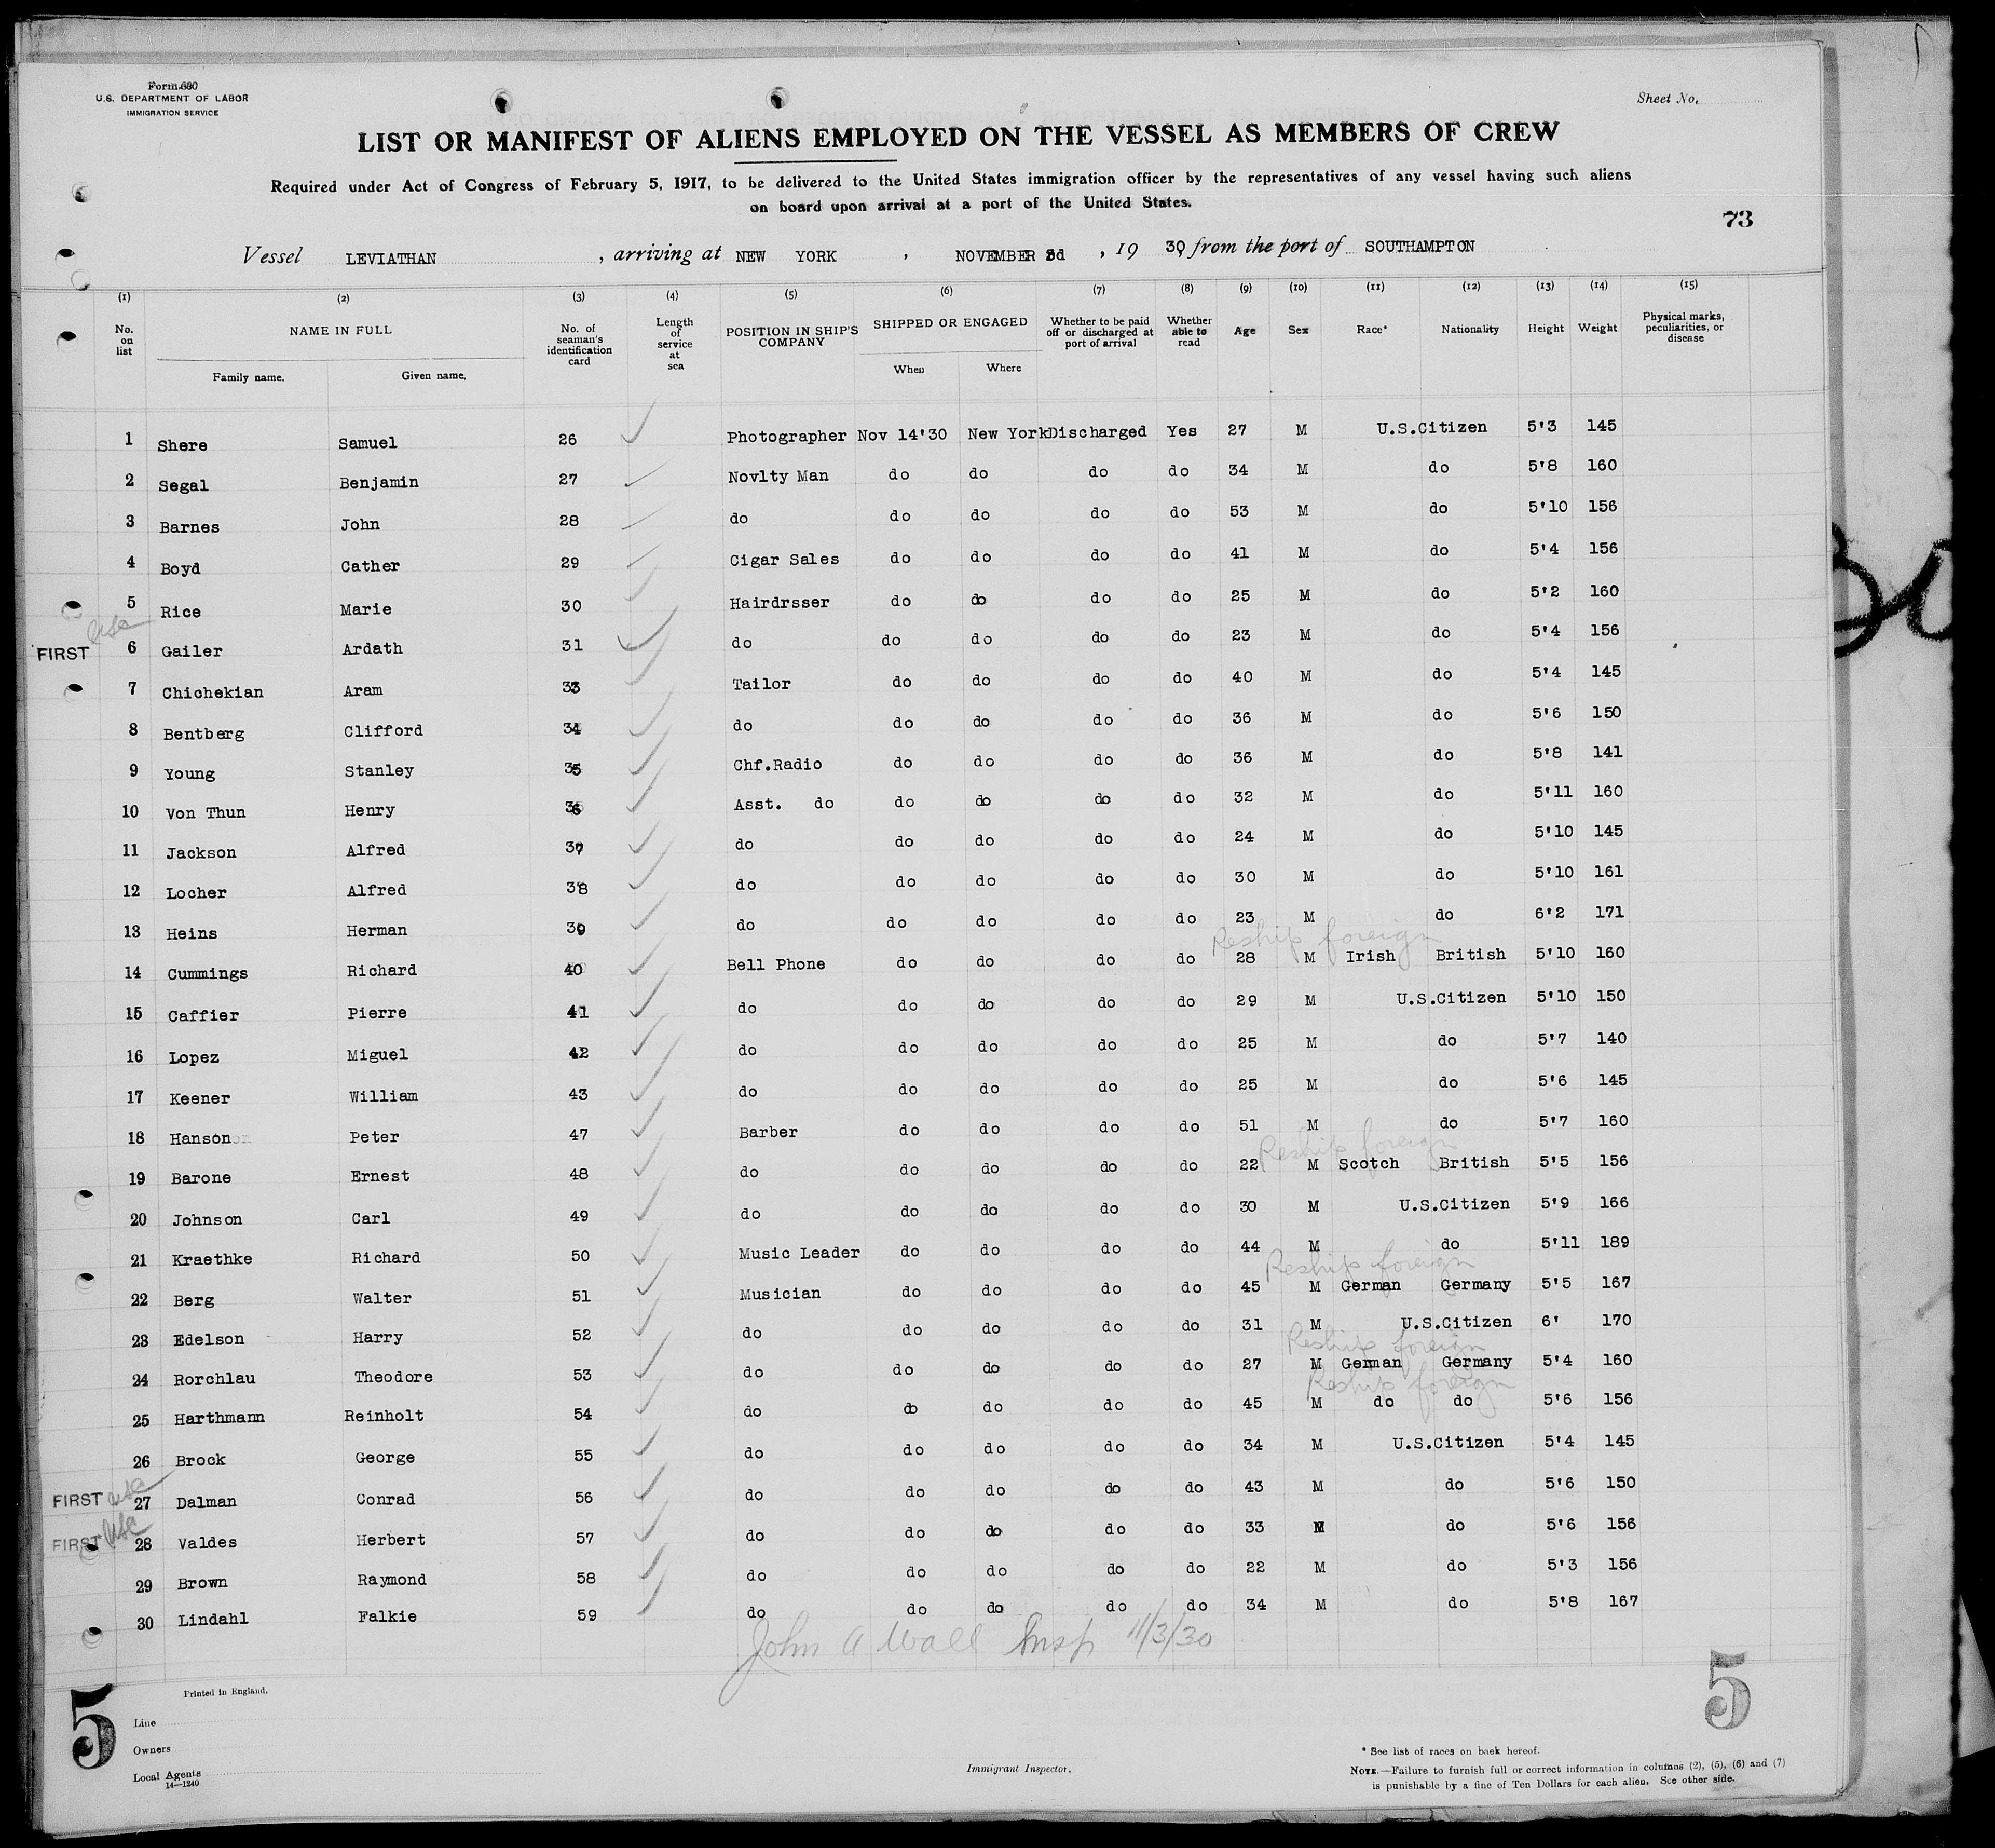 Form 680
U.S. DEPARTMENT OF LABOR
IMMIGRATION SERVICE
Sheet No.
LIST OR MANIFEST OF ALIENS EMPLOYED ON THE VESSEL AS MEMBERS OF CREW
Required under Act of Congress of February 5, 1917, to be delivered to the United States immigration officer by the representatives of any vessel having such aliens
on board upon arrival at a port of the United States.
73
Vessel LEVIATHAN , arriving at NEW YORK , NOVEMBER 3d , 19 30, from the port of SOUTHAMPTON
(1) (2) (3) (4) (5) (6) (7) (8) (9) (10) (11) (12) (13) (14) (15)
No. on list NAME IN FULL Family name. Given name. No. of seaman's identification card Length of service at sea POSITION IN SHIP'S COMPANY SHIPPED OR ENGAGED When Where Whether to be paid off or discharged at port of arrival Whether able to read Age Sex Race* Nationality Height Weight Physical marks, peculiarities, or disease
1 Shere Samuel 26 Photographer Nov 14'30 New York Discharged Yes 27 M U.S.Citizen 5'3 145
2 Segal Benjamin 27 Novlty Man do do do do 34 M do 5'8 160
3 Barnes John 28 do do do do do 53 M do 5'10 156
4 Boyd Cather 29 Cigar Sales do do do do 41 M do 5'4 156
5 Rice Marie 30 Hairdrsser do do do do 25 M do 5'2 160
usc
FIRST 6 Gailer Ardath 31 do do do do do 23 M do 5'4 156
7 Chichekian Aram 33 Tailor do do do do 40 M do 5'4 145
8 Bentberg Clifford 34 do do do do do 36 M do 5'6 150
9 Young Stanley 35 Chf.Radio do do do do 36 M do 5'8 141
10 Von Thun Henry 36 Asst. do do do do do 32 M do 5'11 160
11 Jackson Alfred 37 do do do do do 24 M do 5'10 145
12 Locher Alfred 38 do do do do do 30 M do 5'10 161
13 Heins Herman 39 do do do do do 23 M do 6'2 171
Reship foreign
14 Cummings Richard 40 Bell Phone do do do do 28 M Irish British 5'10 160
15 Caffier Pierre 41 do do do do do 29 M U.S.Citizen 5'10 150
16 Lopez Miguel 42 do do do do do 25 M do 5'7 140
17 Keener William 43 do do do do do 25 M do 5'6 145
18 Hanson Peter 47 Barber do do do do 51 M do 5'7 160
Reship foreign
19 Barone Ernest 48 do do do do do 22 M Scotch British 5'5 156
20 Johnson Carl 49 do do do do do 30 M U.S.Citizen 5'9 166
21 Kraethke Richard 50 Music Leader do do do do 44 M do 5'11 189
Reship foreign
22 Berg Walter 51 Musician do do do do 45 M German Germany 5'5 167
23 Edelson Harry 52 do do do do do 31 M U.S.Citizen 6' 170
Reship foreign
24 Rorchlau Theodore 53 do do do do do 27 M German Germany 5'4 160
Reship foreign
25 Harthmann Reinholt 54 do do do do do 45 M do do 5'6 156
26 Brock George 55 do do do do do 34 M U.S.Citizen 5'4 145
FIRST usc 27 Dalman Conrad 56 do do do do do 43 M do 5'6 150
FIRST usc 28 Valdes Herbert 57 do do do do do 33 M do 5'6 156
29 Brown Raymond 58 do do do do do 22 M do 5'3 156
30 Lindahl Falkie 59 do do do do do 34 M do 5'8 167
John A Wall Insp 11/3/30
5 5
Printed in England.
Line
Owners
Local Agents
14—1240
Immigrant Inspector.
* See list of races on back hereof.
NOTE.—Failure to furnish full or correct information in columns (2), (5), (6) and (7)
is punishable by a fine of Ten Dollars for each alien. See other side.